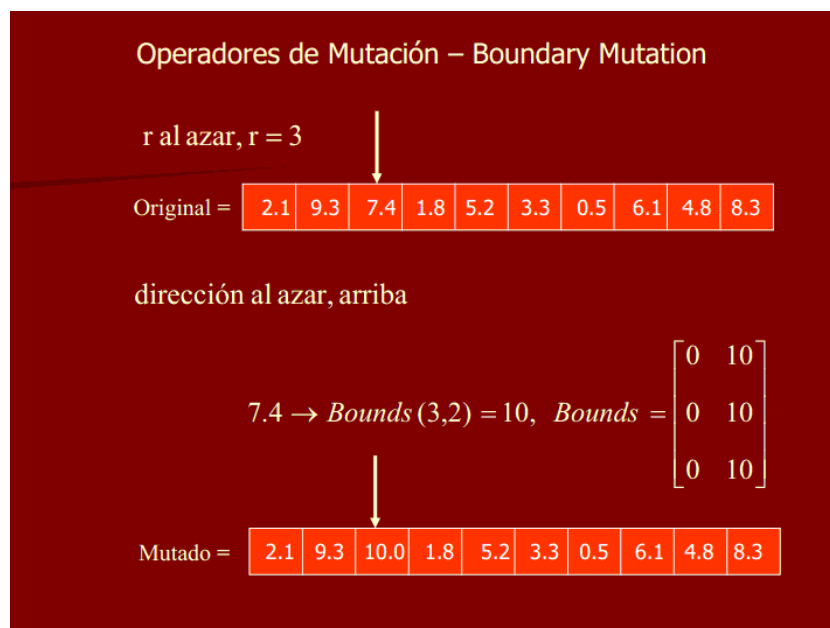 Operadores de Mutación – Boundary Mutation
r al azar, r = 3
Original = 2.1 9.3 7.4 1.8 5.2 3.3 0.5 6.1 4.8 8.3
dirección al azar, arriba
0 10
7.4 → Bounds (3,2) = 10, Bounds = 0 10
0 10
Mutado = 2.1 9.3 10.0 1.8 5.2 3.3 0.5 6.1 4.8 8.3